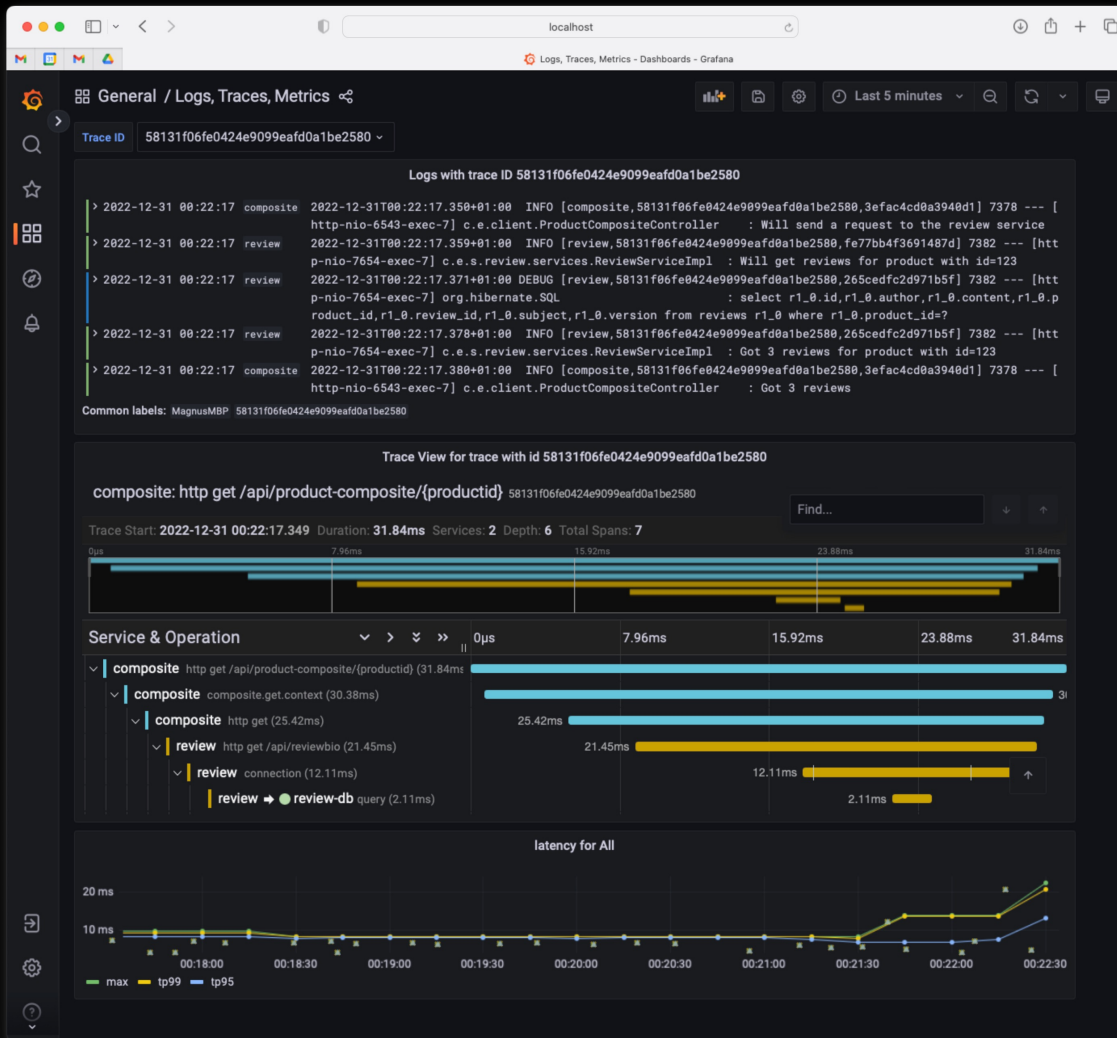 localhost
Logs, Traces, Metrics - Dashboards - Grafana
General / Logs, Traces, Metrics
Last 5 minutes
Trace ID
58131f06fe0424e9099eafd0a1be2580
Logs with trace ID 58131f06fe0424e9099eafd0a1be2580
2022-12-31 00:22:17 composite 2022-12-31T00:22:17.350+01:00 INFO [composite,58131f06fe0424e9099eafd0a1be2580,3efac4cd0a3940d1] 7378 --- [
http-nio-6543-exec-7] c.e.client.ProductCompositeController : Will send a request to the review service
2022-12-31 00:22:17 review 2022-12-31T00:22:17.359+01:00 INFO [review,58131f06fe0424e9099eafd0a1be2580,fe77bb4f3691487d] 7382 --- [htt
p-nio-7654-exec-7] c.e.s.review.services.ReviewServiceImpl : Will get reviews for product with id=123
2022-12-31 00:22:17 review 2022-12-31T00:22:17.371+01:00 DEBUG [review,58131f06fe0424e9099eafd0a1be2580,265cedfc2d971b5f] 7382 --- [htt
p-nio-7654-exec-7] org.hibernate.SQL : select r1_0.id,r1_0.author,r1_0.content,r1_0.p
roduct_id,r1_0.review_id,r1_0.subject,r1_0.version from reviews r1_0 where r1_0.product_id=?
2022-12-31 00:22:17 review 2022-12-31T00:22:17.378+01:00 INFO [review,58131f06fe0424e9099eafd0a1be2580,265cedfc2d971b5f] 7382 --- [htt
p-nio-7654-exec-7] c.e.s.review.services.ReviewServiceImpl : Got 3 reviews for product with id=123
2022-12-31 00:22:17 composite 2022-12-31T00:22:17.380+01:00 INFO [composite,58131f06fe0424e9099eafd0a1be2580,3efac4cd0a3940d1] 7378 --- [
http-nio-6543-exec-7] c.e.client.ProductCompositeController : Got 3 reviews
Common labels: MagnusMBP 58131f06fe0424e9099eafd0a1be2580
Trace View for trace with id 58131f06fe0424e9099eafd0a1be2580
composite: http get /api/product-composite/{productid} 58131f06fe0424e9099eafd0a1be2580
Find...
Trace Start: 2022-12-31 00:22:17.349 Duration: 31.84ms Services: 2 Depth: 6 Total Spans: 7
0μs 7.96ms 15.92ms 23.88ms 31.84ms
Service & Operation 0μs 7.96ms 15.92ms 23.88ms 31.84ms
composite http get /api/product-composite/{productid} (31.84ms
composite composite.get.context (30.38ms) 30
composite http get (25.42ms) 25.42ms
review http get /api/reviewbio (21.45ms) 21.45ms
review connection (12.11ms) 12.11ms
review review-db query (2.11ms) 2.11ms
latency for All
20 ms
10 ms
00:18:00 00:18:30 00:19:00 00:19:30 00:20:00 00:20:30 00:21:00 00:21:30 00:22:00 00:22:30
max tp99 tp95